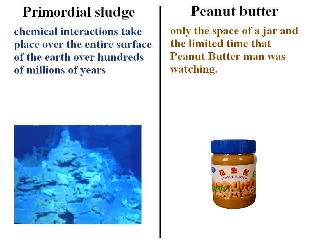 Primordial sludge
chemical interactions take
place over the entire surface
of the earth over hundreds
of millions of years
Peanut butter
only the space of a jar and
the limited time that
Peanut Butter man was
watching.